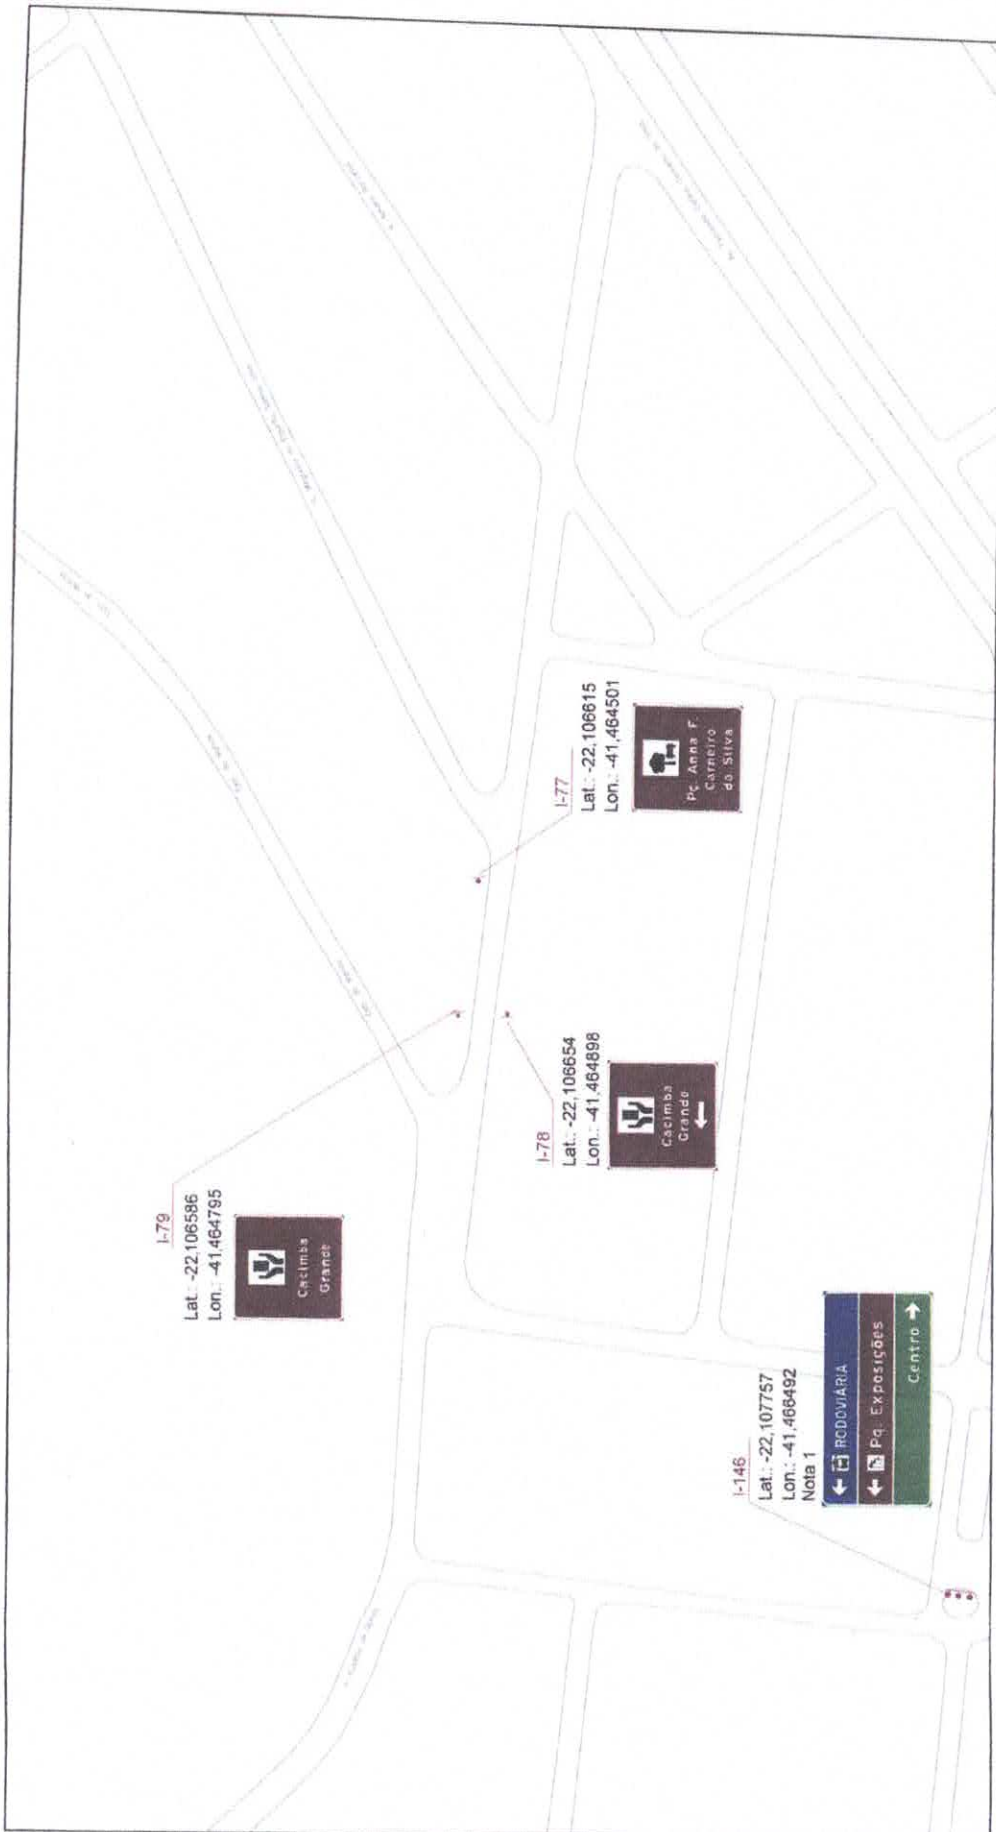 I-79
Lat.: -22,106586
Lon.: -41,464795
Cacimba
Grande
I-78
Lat.: -22,106654
Lon.: -41,464898
Cacimba
Grande
I-77
Lat.: -22,106615
Lon.: -41,464501
Pç. Anna F.
Carneiro
da Silva
I-146
Lat.: -22,107757
Lon.: -41,466492
Nota 1
RODOVIÁRIA
Pq. Exposições
Centro